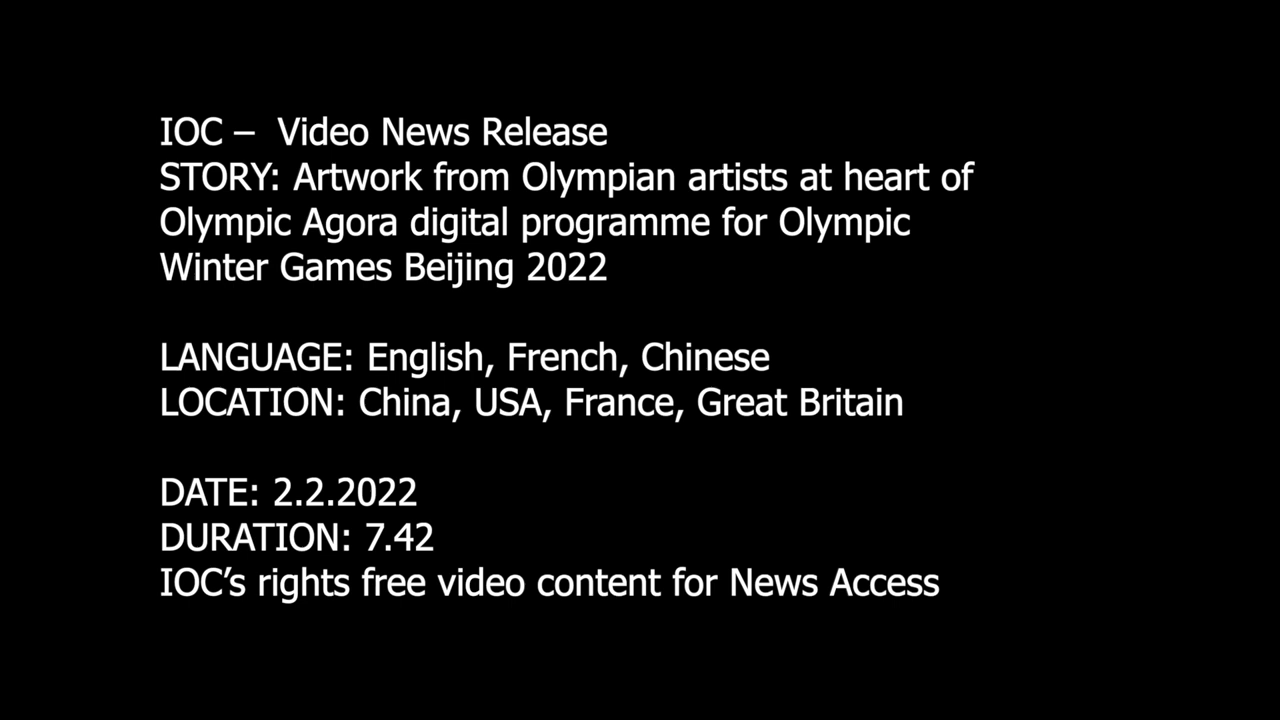 IOC –  Video News Release
STORY: Artwork from Olympian artists at heart of
Olympic Agora digital programme for Olympic
Winter Games Beijing 2022
LANGUAGE: English, French, Chinese
LOCATION: China, USA, France, Great Britain
DATE: 2.2.2022
DURATION: 7.42
IOC’s rights free video content for News Access